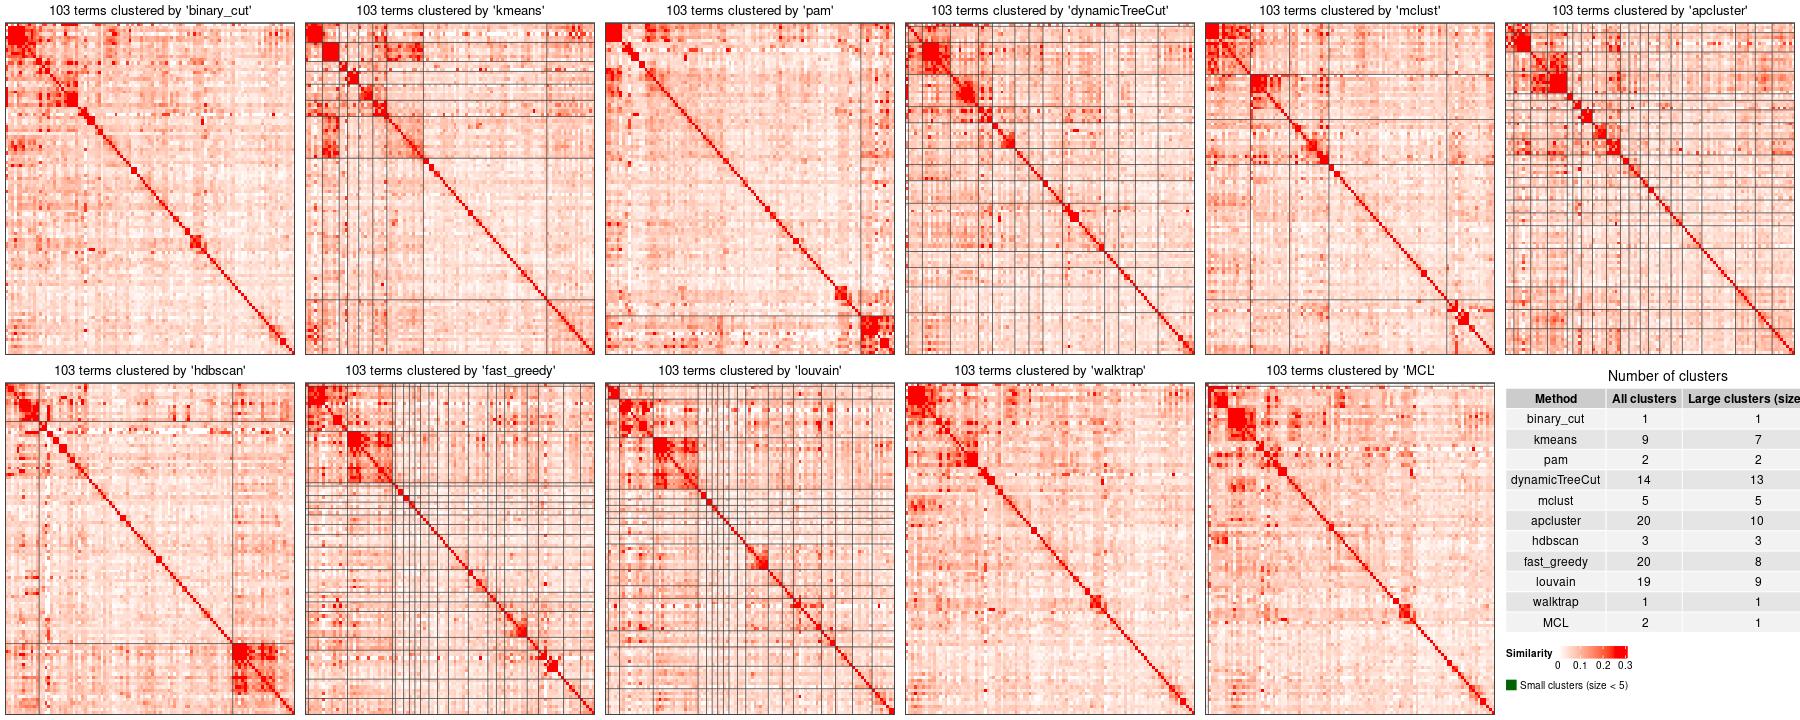 103 terms clustered by 'binary_cut'
103 terms clustered by 'kmeans'
103 terms clustered by 'pam'
103 terms clustered by 'dynamicTreeCut'
103 terms clustered by 'mclust'
103 terms clustered by 'apcluster'
103 terms clustered by 'hdbscan'
103 terms clustered by 'fast_greedy'
103 terms clustered by 'louvain'
103 terms clustered by 'walktrap'
103 terms clustered by 'MCL'
Number of clusters
Method All clusters Large clusters (size
binary_cut 1 1
kmeans 9 7
pam 2 2
dynamicTreeCut 14 13
mclust 5 5
apcluster 20 10
hdbscan 3 3
fast_greedy 20 8
louvain 19 9
walktrap 1 1
MCL 2 1
Similarity
0 0.1 0.2 0.3
Small clusters (size < 5)